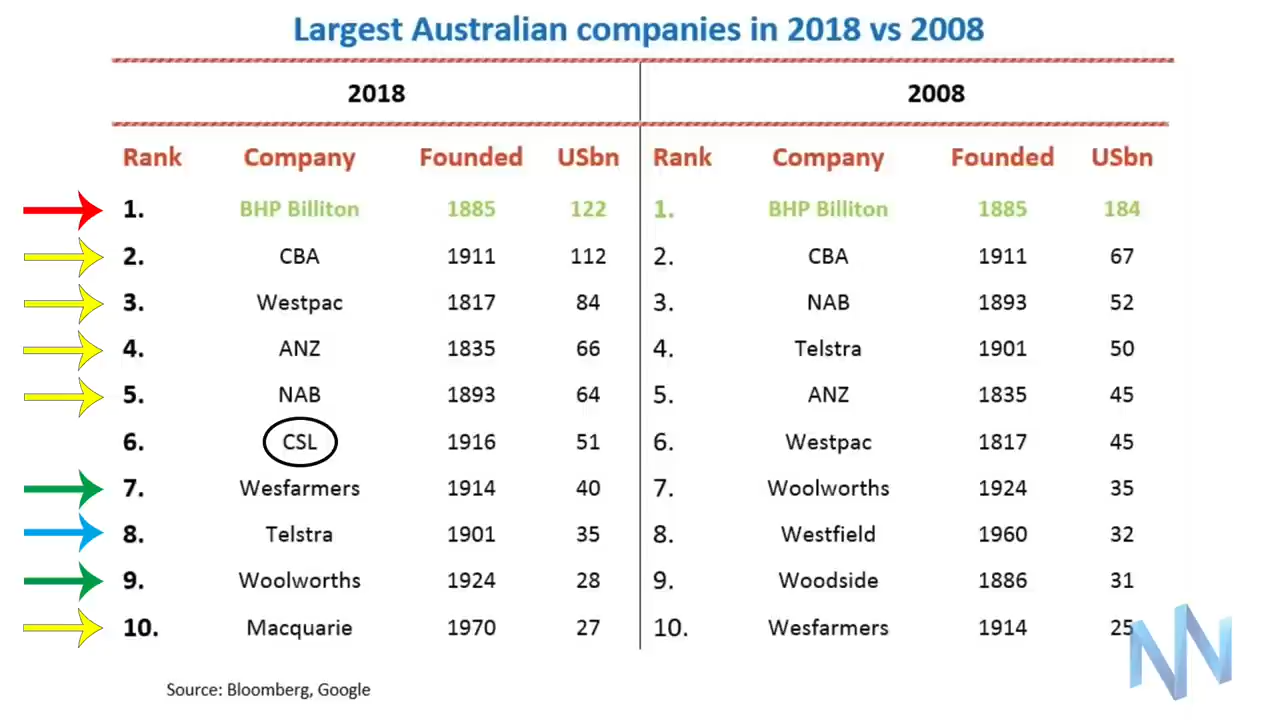 Largest Australian companies in 2018 vs 2008
2018 2008
Rank Company Founded USbn Rank Company Founded USbn
1. BHP Billiton 1885 122 1. BHP Billiton 1885 184
2. CBA 1911 112 2. CBA 1911 67
3. Westpac 1817 84 3. NAB 1893 52
4. ANZ 1835 66 4. Telstra 1901 50
5. NAB 1893 64 5. ANZ 1835 45
6. CSL 1916 51 6. Westpac 1817 45
7. Wesfarmers 1914 40 7. Woolworths 1924 35
8. Telstra 1901 35 8. Westfield 1960 32
9. Woolworths 1924 28 9. Woodside 1886 31
10. Macquarie 1970 27 10. Wesfarmers 1914 25
Source: Bloomberg, Google